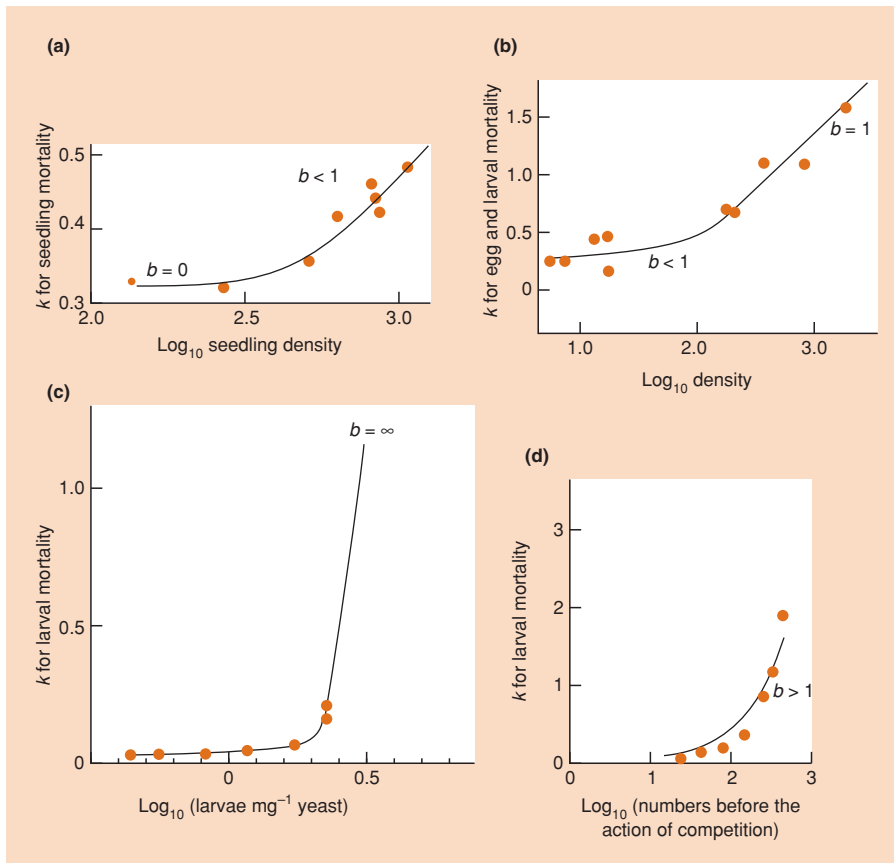 (a)
k for seedling mortality
0.5
0.4
0.3
b < 1
b = 0
2.0 2.5 3.0
Log10 seedling density
(b)
k for egg and larval mortality
1.5
1.0
0.5
0
b = 1
b < 1
1.0 2.0 3.0
Log10 density
(c)
k for larval mortality
1.0
0.5
0
b = ∞
0 0.5
Log10 (larvae mg–1 yeast)
(d)
k for larval mortality
3
2
1
0
b > 1
0 1 2 3
Log10 (numbers before the
action of competition)